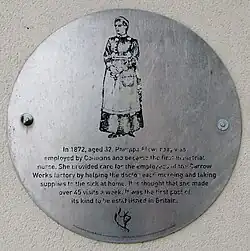 In 1872, aged 32, Philippa Flowerday was
employed by Colmans and became the first industrial
nurse. She provided care for the employees at the Carrow
Works factory by helping the doctor each morning and taking
supplies to the sick at home. It is thought that she made
over 45 visits a week. It was the first post of
its kind to be established in Britain.